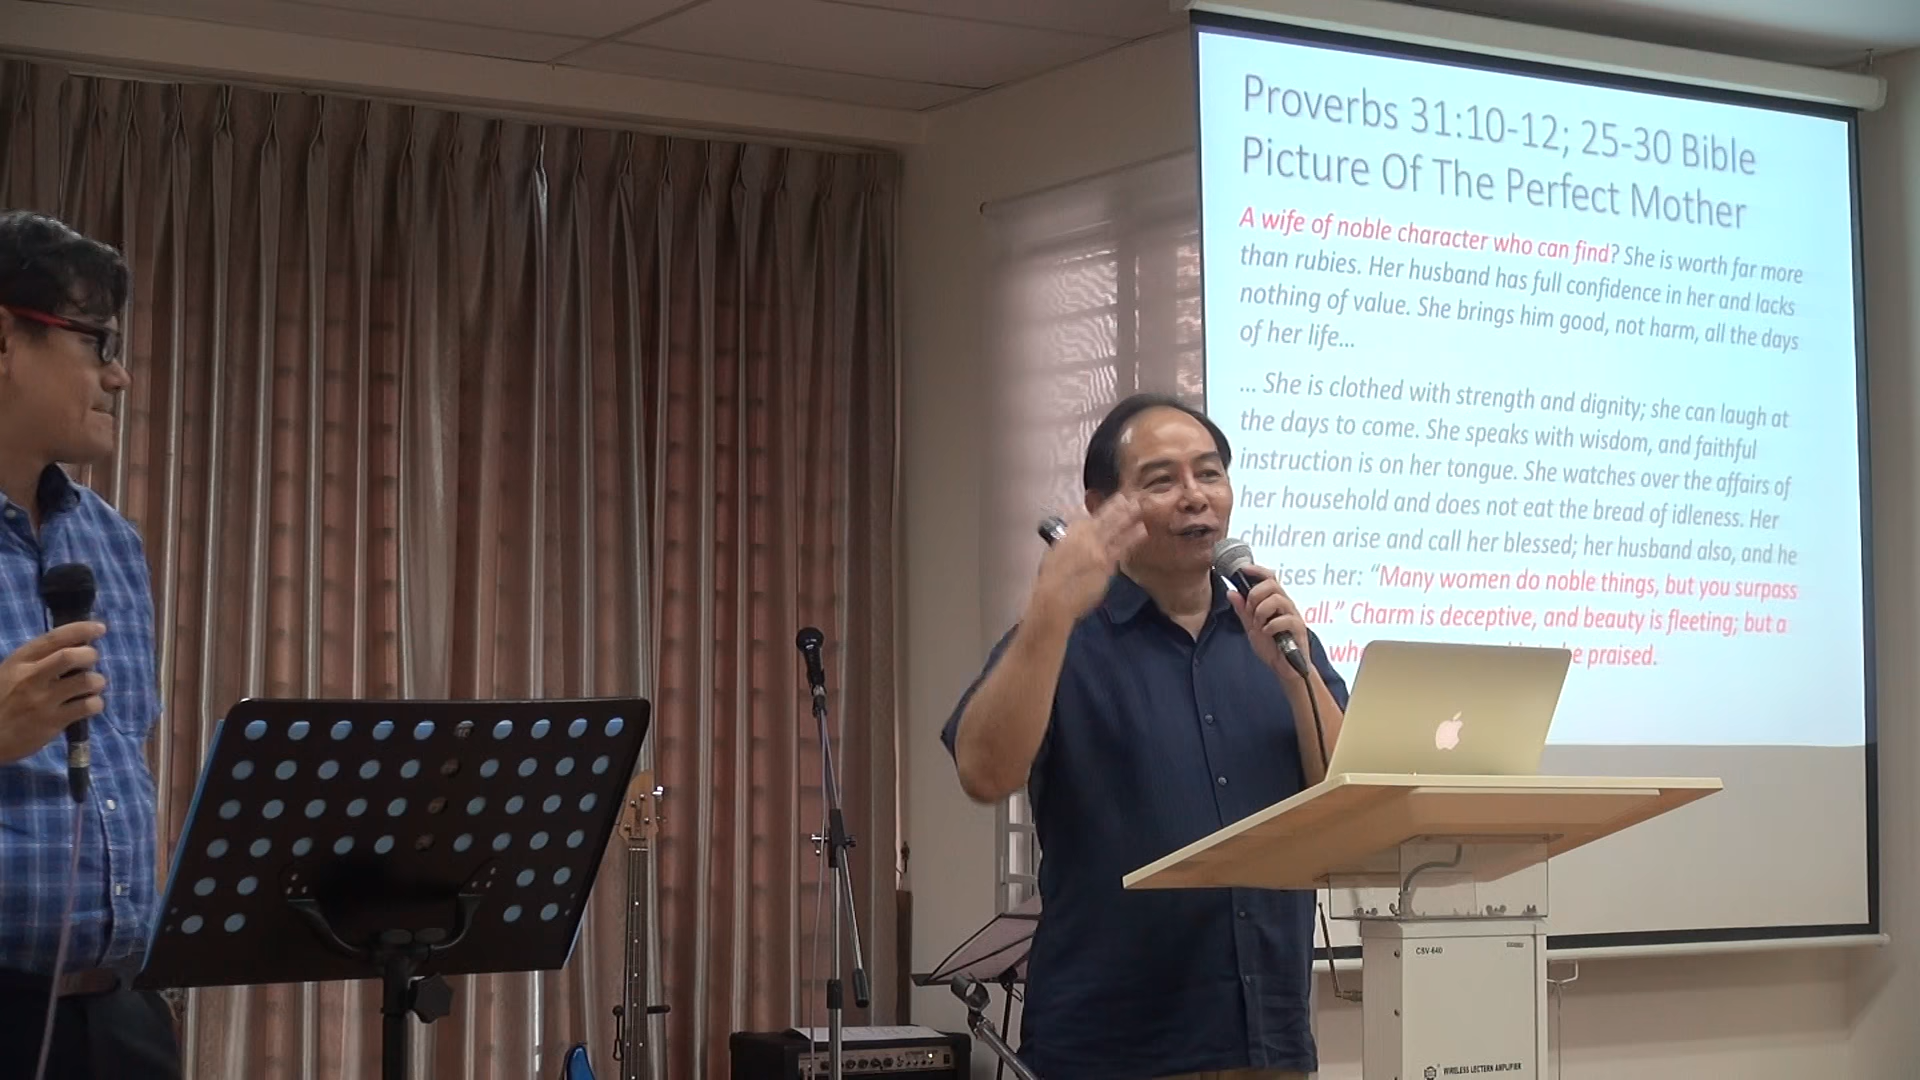 Proverbs 31:10-12; 25-30 Bible
Picture Of The Perfect Mother
A wife of noble character who can find? She is worth far more
than rubies. Her husband has full confidence in her and lacks
nothing of value. She brings him good, not harm, all the days
of her life...
... She is clothed with strength and dignity; she can laugh at
the days to come. She speaks with wisdom, and faithful
instruction is on her tongue. She watches over the affairs of
her household and does not eat the bread of idleness. Her
children arise and call her blessed; her husband also, and he
ises her: “Many women do noble things, but you surpass
all.” Charm is deceptive, and beauty is fleeting; but a
praised.
CSV-640
WIRELESS LECTERN AMPLIFIER